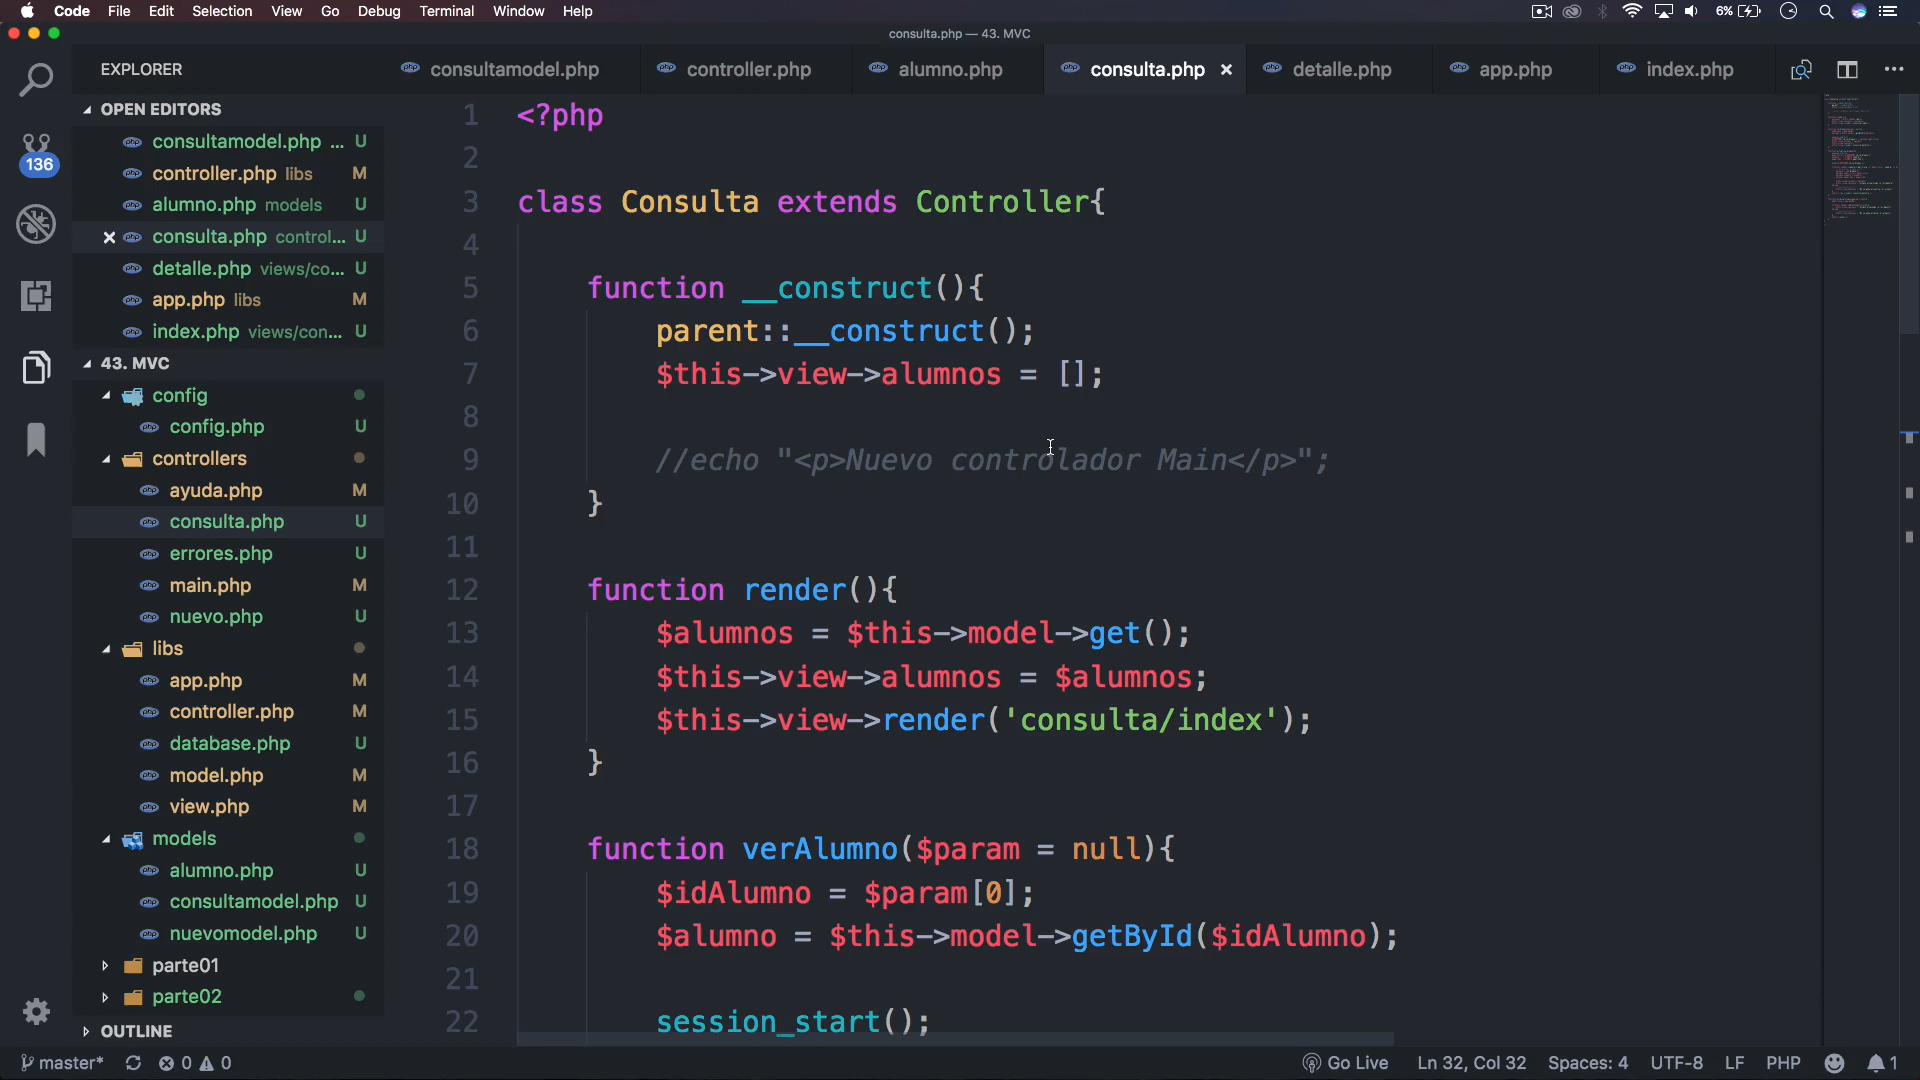 Code File Edit Selection View Go Debug Terminal Window Help 6%
consulta.php — 43. MVC
EXPLORER
consultamodel.php controller.php alumno.php consulta.php × detalle.php app.php index.php
OPEN EDITORS
consultamodel.php ... U
controller.php libs M
alumno.php models U
× consulta.php control... U
detalle.php views/co... U
app.php libs M
index.php views/con... U
136
43. MVC
config
config.php U
controllers
ayuda.php M
consulta.php U
errores.php U
main.php M
nuevo.php U
libs
app.php M
controller.php M
database.php U
model.php M
view.php M
models
alumno.php U
consultamodel.php U
nuevomodel.php U
parte01
parte02
OUTLINE
1 <?php
2
3 class Consulta extends Controller{
4
5 function __construct(){
6 parent::__construct();
7 $this->view->alumnos = [];
8
9 //echo "<p>Nuevo controlador Main</p>";
10 }
11
12 function render(){
13 $alumnos = $this->model->get();
14 $this->view->alumnos = $alumnos;
15 $this->view->render('consulta/index');
16 }
17
18 function verAlumno($param = null){
19 $idAlumno = $param[0];
20 $alumno = $this->model->getById($idAlumno);
21
22 session_start();
master* 0 0 Go Live Ln 32, Col 32 Spaces: 4 UTF-8 LF PHP 1